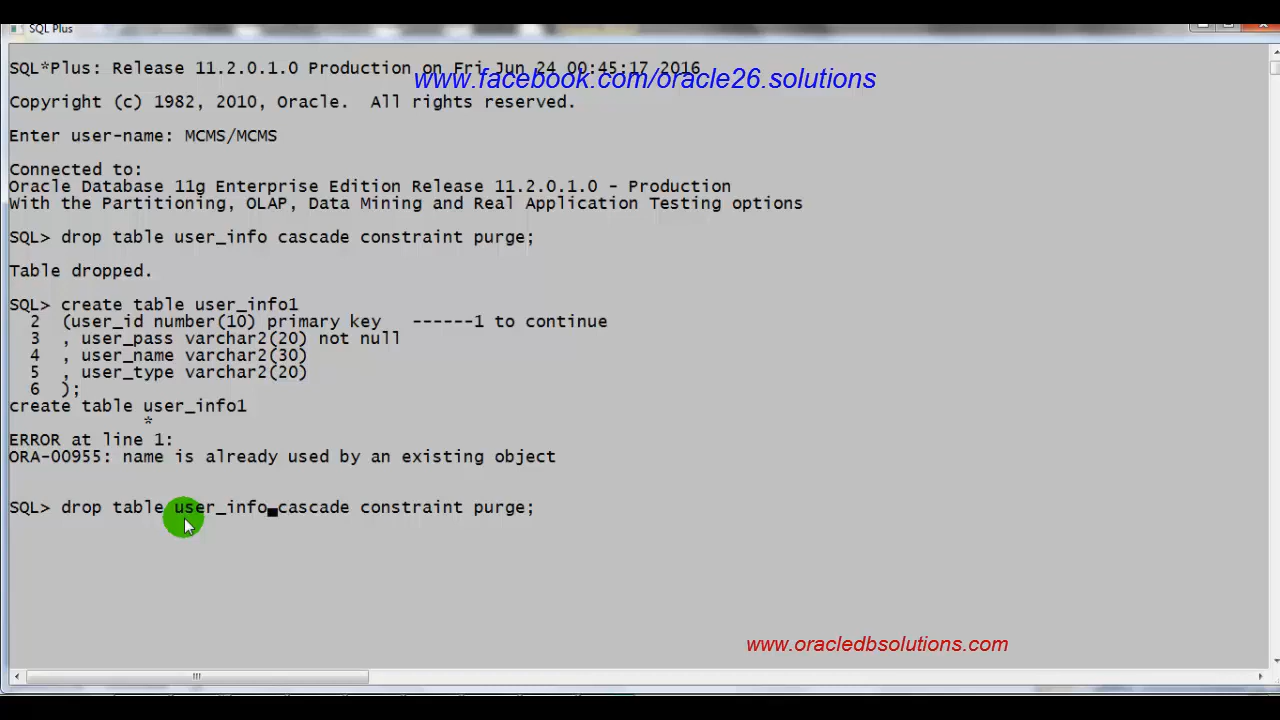 SQL Plus
SQL*Plus: Release 11.2.0.1.0 Production on Fri Jun 24 00:45:17 2016
www.facebook.com/oracle26.solutions
Copyright (c) 1982, 2010, Oracle.  All rights reserved.
Enter user-name: MCMS/MCMS
Connected to:
Oracle Database 11g Enterprise Edition Release 11.2.0.1.0 - Production
With the Partitioning, OLAP, Data Mining and Real Application Testing options
SQL> drop table user_info cascade constraint purge;
Table dropped.
SQL> create table user_info1
  2  (user_id number(10) primary key   ------1 to continue
  3  , user_pass varchar2(20) not null
  4  , user_name varchar2(30)
  5  , user_type varchar2(20)
  6  );
create table user_info1
             *
ERROR at line 1:
ORA-00955: name is already used by an existing object
SQL> drop table user_info cascade constraint purge;
www.oracledbsolutions.com